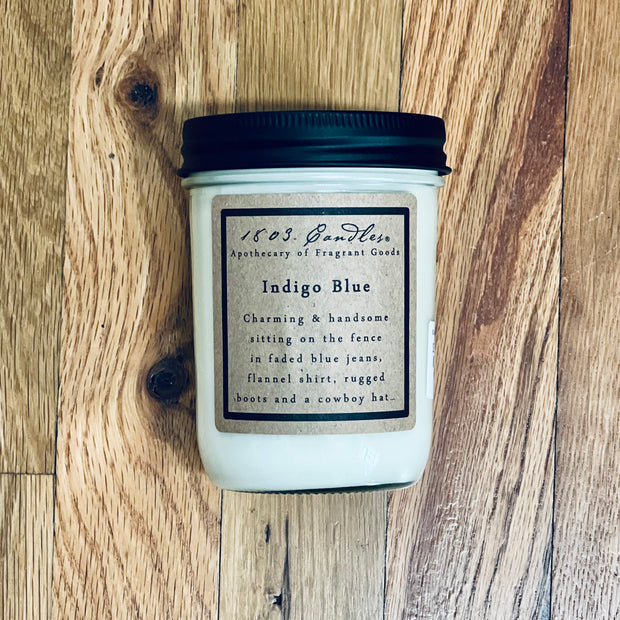 1803. Candles®
Apothecary of Fragrant Goods
Indigo Blue
Charming & handsome
sitting on the fence
in faded blue jeans,
flannel shirt, rugged
boots and a cowboy hat...